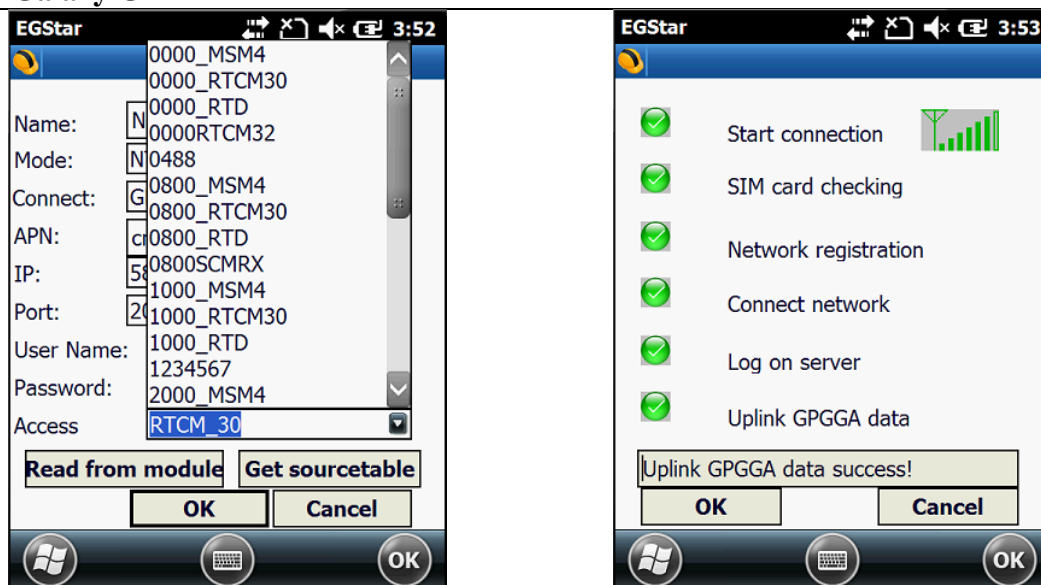 EGStar 3:52
0000_MSM4
0000_RTCM30
0000_RTD
Name: N 0000RTCM32
Mode: N 0488
0800_MSM4
Connect: G 0800_RTCM30
APN: 0800_RTD
IP: 58 0800SCMRX
1000_MSM4
Port: 20 1000_RTCM30
User Name: 1000_RTD
1234567
Password: 2000_MSM4
Access RTCM_30
Read from module Get sourcetable
OK Cancel
OK
EGStar 3:53
Start connection
SIM card checking
Network registration
Connect network
Log on server
Uplink GPGGA data
Uplink GPGGA data success!
OK Cancel
OK